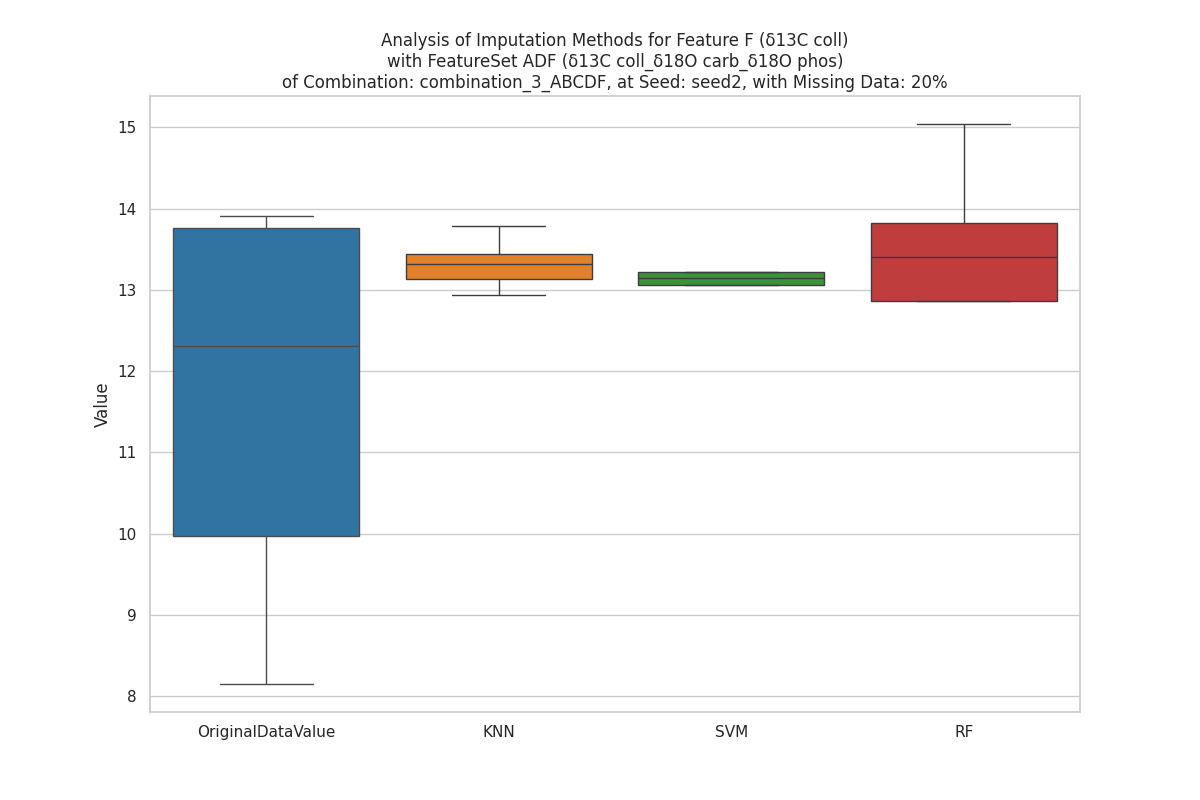 Analysis of Imputation Methods for Feature F (δ13C coll)
with FeatureSet ADF (δ13C coll_δ18O carb_δ18O phos)
of Combination: combination_3_ABCDF, at Seed: seed2, with Missing Data: 20%
15
14
13
12
11
10
9
8
Value
OriginalDataValue
KNN
SVM
RF